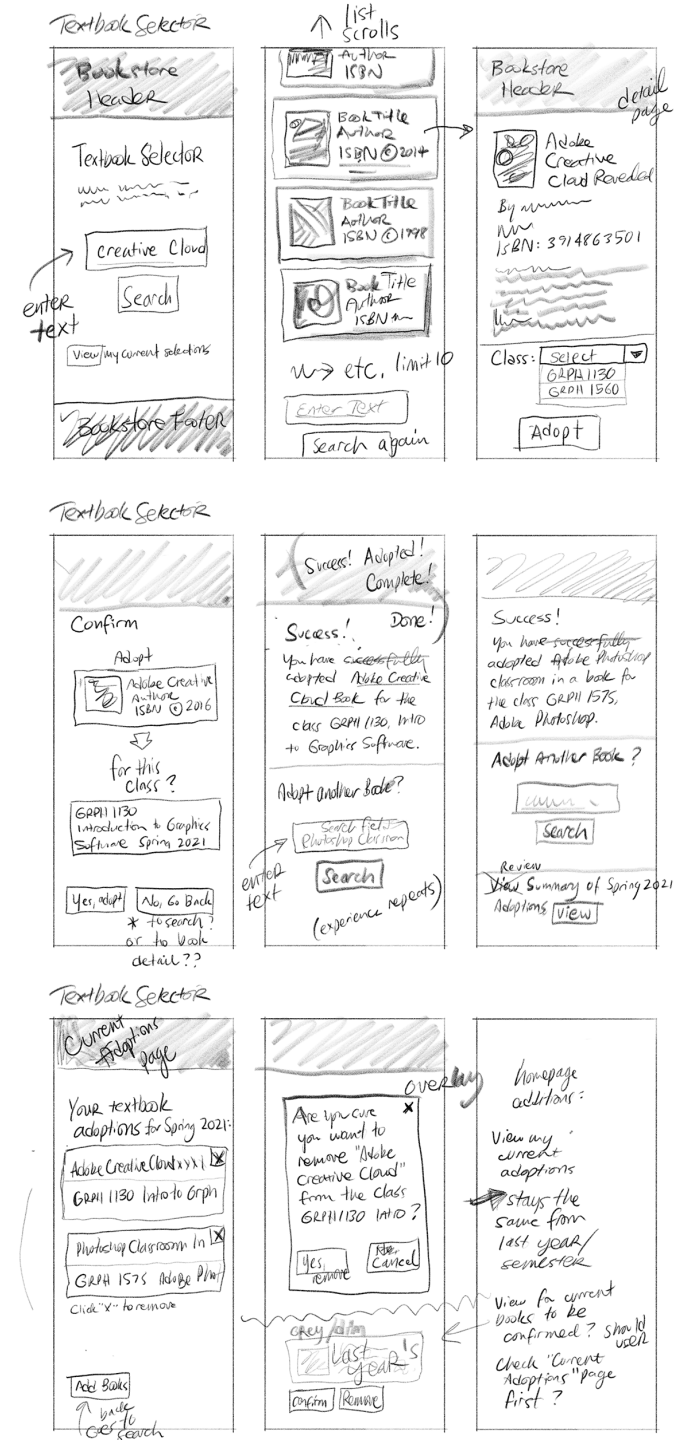 Textbook Selector
Bookstore
Header
Textbook Selector
creative Cloud
Search
enter
text
View my current selections
Bookstore Footer
list
scrolls
Author
ISBN
Book Title
Author
ISBN © 2014
Book Title
Author
ISBN © 1998
Book Title
Author
ISBN
etc. limit 10
Enter Text
Search again
Bookstore
Header
detail
page
Adobe
Creative
Cloud Revealed
By
ISBN: 3914863501
Class: Select
GRPH 1130
GRPH 1560
Adopt
Textbook Selector
Confirm
Adopt
Adobe Creative
Author
ISBN © 2016
for this
class?
GRPH 1130
Introduction to Graphics
Software Spring 2021
Yes, adopt
No, Go Back
* to search?
or to book
detail??
Success! Adopted!
Complete!
Done!
Success!
You have successfully
adopted Adobe Creative
Cloud Book for the
class GRPH 1130, Intro
to Graphics Software.
Adopt another Book?
Search field =
Photoshop Classroom
enter
text
Search
(experience repeats)
Success!
You have successfully
adopted Adobe Photoshop
classroom in a book for
the class GRPH 1575,
Adobe Photoshop.
Adopt Another Book?
Search
Review
View Summary of Spring 2021
Adoptions View
Textbook Selector
Current
Adoptions
page
Your textbook
adoptions for Spring 2021:
Adobe Creative Cloud xxxx X
GRPH 1130 Intro to Grph
Photoshop Classroom In X
GRPH 1575 Adobe Phot
Click "X" to remove
Add Books
back
Goes to
search
overlay
X
Are you cure
you want to
remove "Adobe
Creative Cloud"
from the Class
GRPH 1130 Intro?
Yes,
remove
Cancel
grey/dim
last
year's
Confirm
Remove
homepage
additions:
View my
current
adoptions
stays the
same from
last year/
semester
View for current
books to be
confirmed? should
user
Check "Current
Adoptions" page
first?